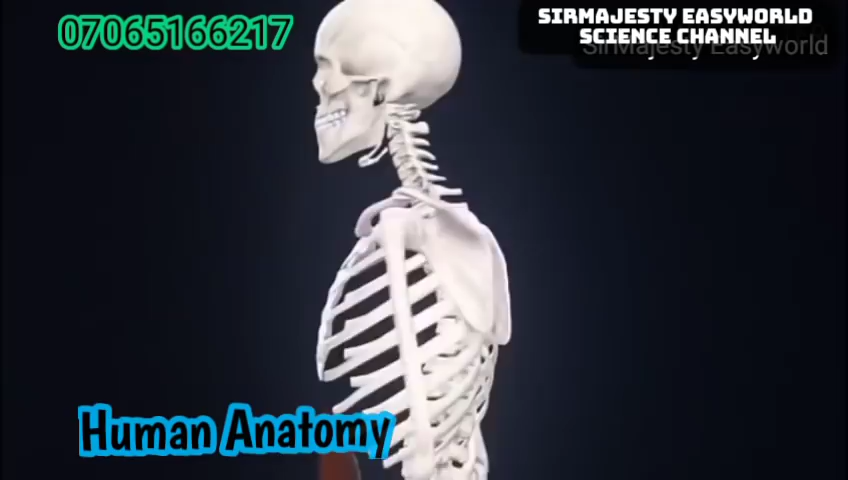 07065166217
SIRMAJESTY EASYWORLD
SCIENCE CHANNEL
SirMajesty Easyworld
Human Anatomy